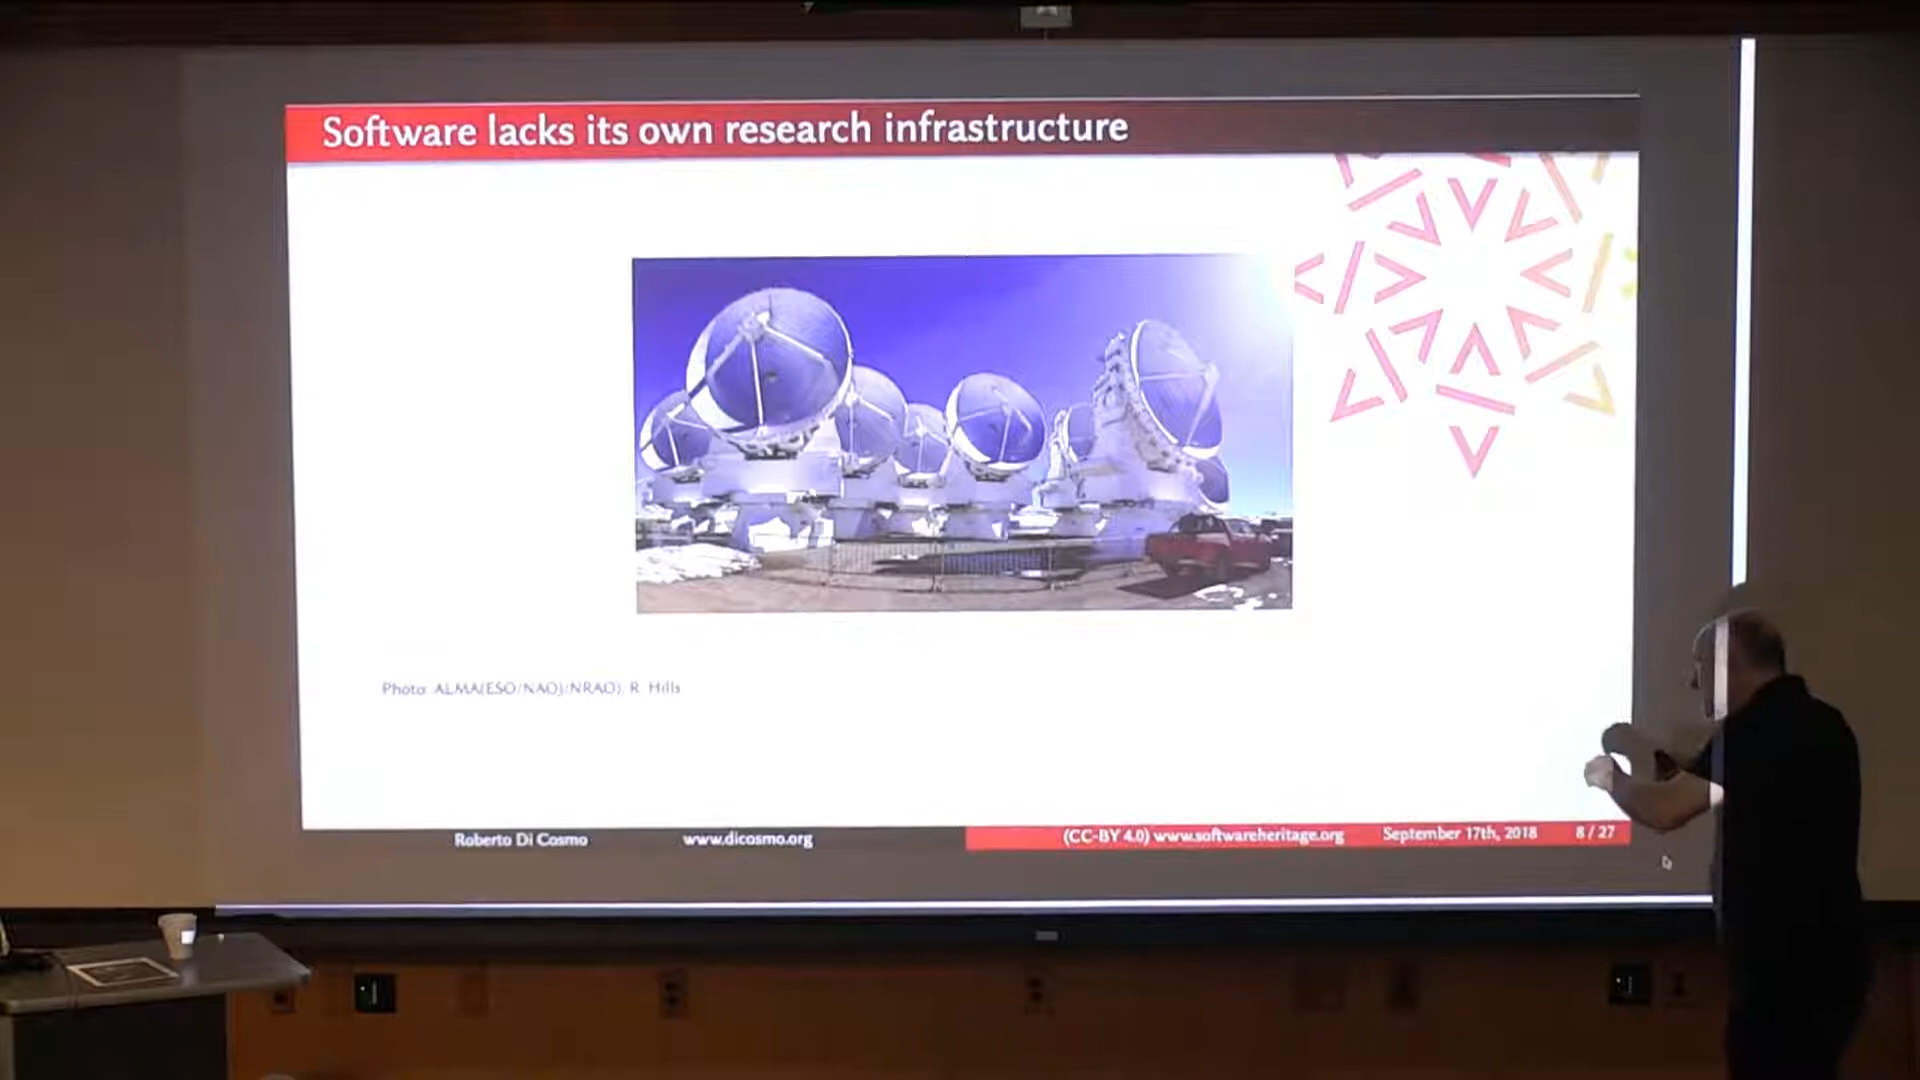 Software lacks its own research infrastructure
Photo: ALMA(ESO/NAOJ/NRAO), R. Hills
Roberto Di Cosmo www.dicosmo.org (CC-BY 4.0) www.softwareheritage.org September 17th, 2018 8 / 27